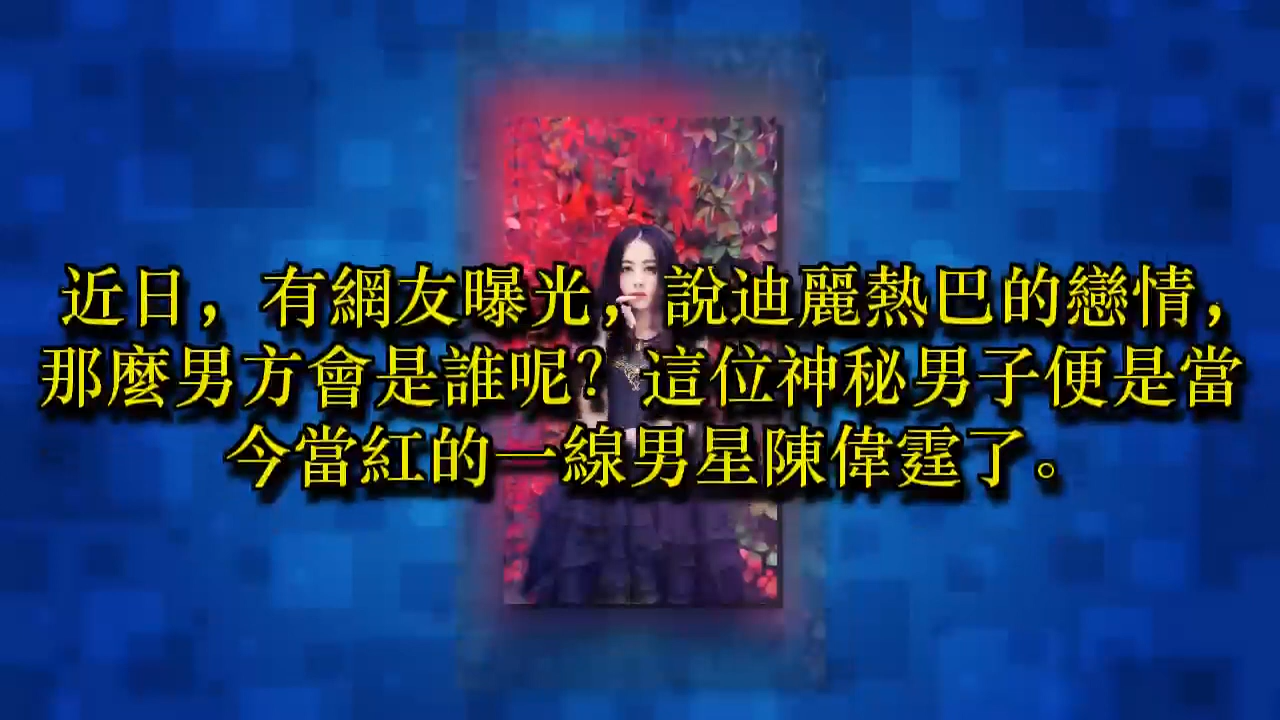 近日，有網友曝光，說迪麗熱巴的戀情，
那麼男方會是誰呢？這位神秘男子便是當
今當紅的一線男星陳偉霆了。